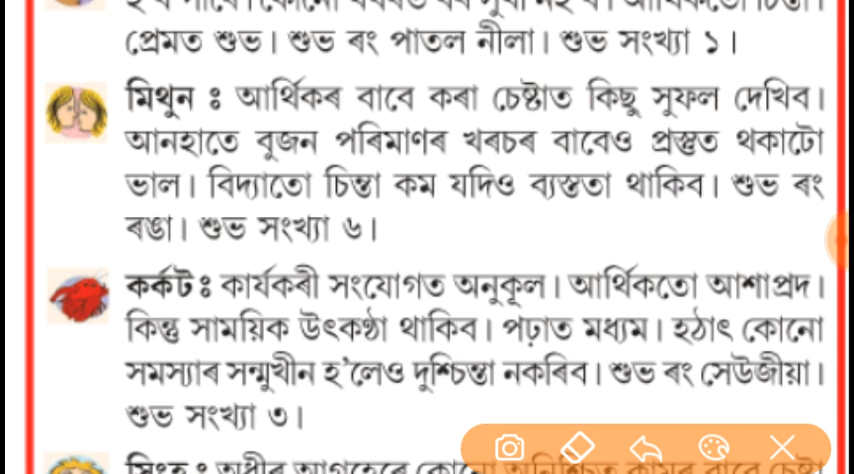 প্ৰেমত শুভ। শুভ ৰং পাতল নীলা। শুভ সংখ্যা ১।
মিথুন ঃ আৰ্থিকৰ বাবে কৰা চেষ্টাত কিছু সুফল দেখিব।
আনহাতে বুজন পৰিমাণৰ খৰচৰ বাবেও প্ৰস্তুত থকাটো
ভাল। বিদ্যাতো চিন্তা কম যদিও ব্যস্ততা থাকিব। শুভ ৰং
ৰঙা। শুভ সংখ্যা ৬।
কৰ্কট ঃ কাৰ্যকৰী সংযোগত অনুকূল। আৰ্থিকতো আশাপ্ৰদ।
কিন্তু সাময়িক উৎকণ্ঠা থাকিব। পঢ়াত মধ্যম। হঠাৎ কোনো
সমস্যাৰ সন্মুখীন হ'লেও দুশ্চিন্তা নকৰিব। শুভ ৰং সেউজীয়া।
শুভ সংখ্যা ৩।